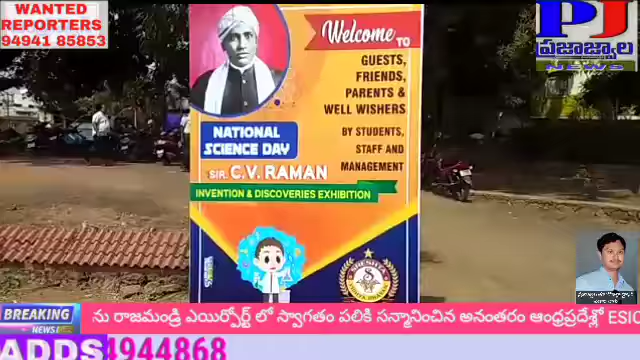 WANTED
REPORTERS
94941 85853
PJ
ప్రజాజ్వాల
NEWS
Welcome TO
GUESTS,
FRIENDS,
PARENTS &
WELL WISHERS
BY STUDENTS,
STAFF AND
MANAGEMENT
NATIONAL
SCIENCE DAY
SIR. C.V. RAMAN
INVENTION & DISCOVERIES EXHIBITION
BREAKING
NEWS
ను రాజమండ్రి ఎయిర్పోర్ట్ లో స్వాగతం పలికి సన్మానించిన అనంతరం ఆంధ్రప్రదేశ్లో ESIC
ADDS 4944868